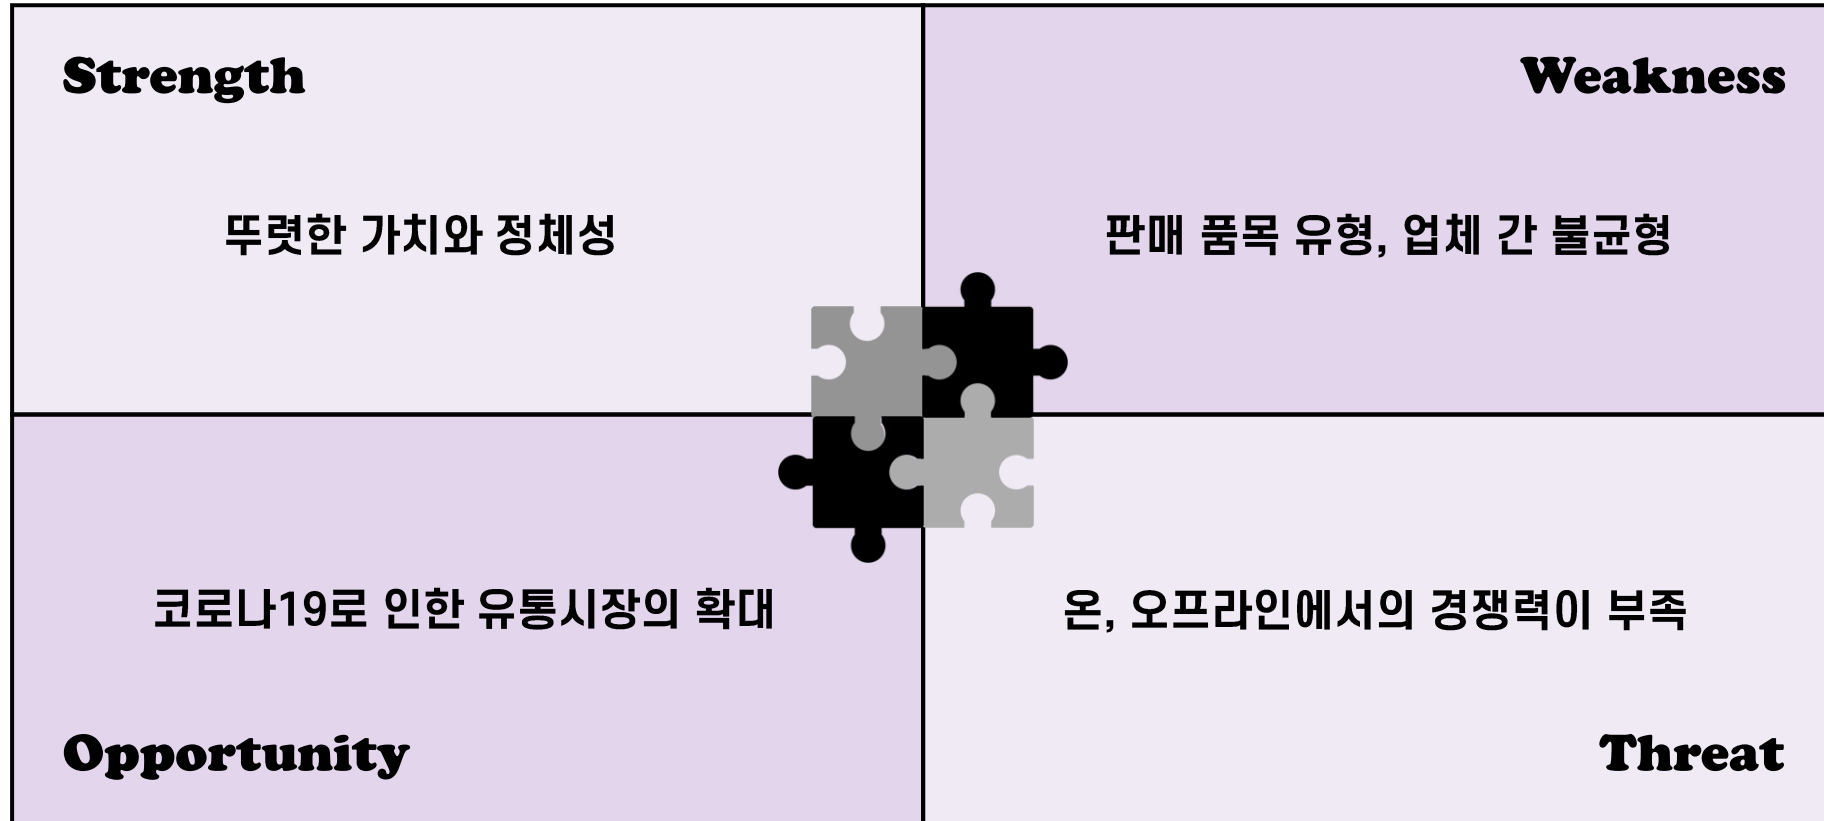 Strength
뚜렷한 가치와 정체성
Weakness
판매 품목 유형, 업체 간 불균형
코로나19로 인한 유통시장의 확대
Opportunity
온, 오프라인에서의 경쟁력이 부족
Threat